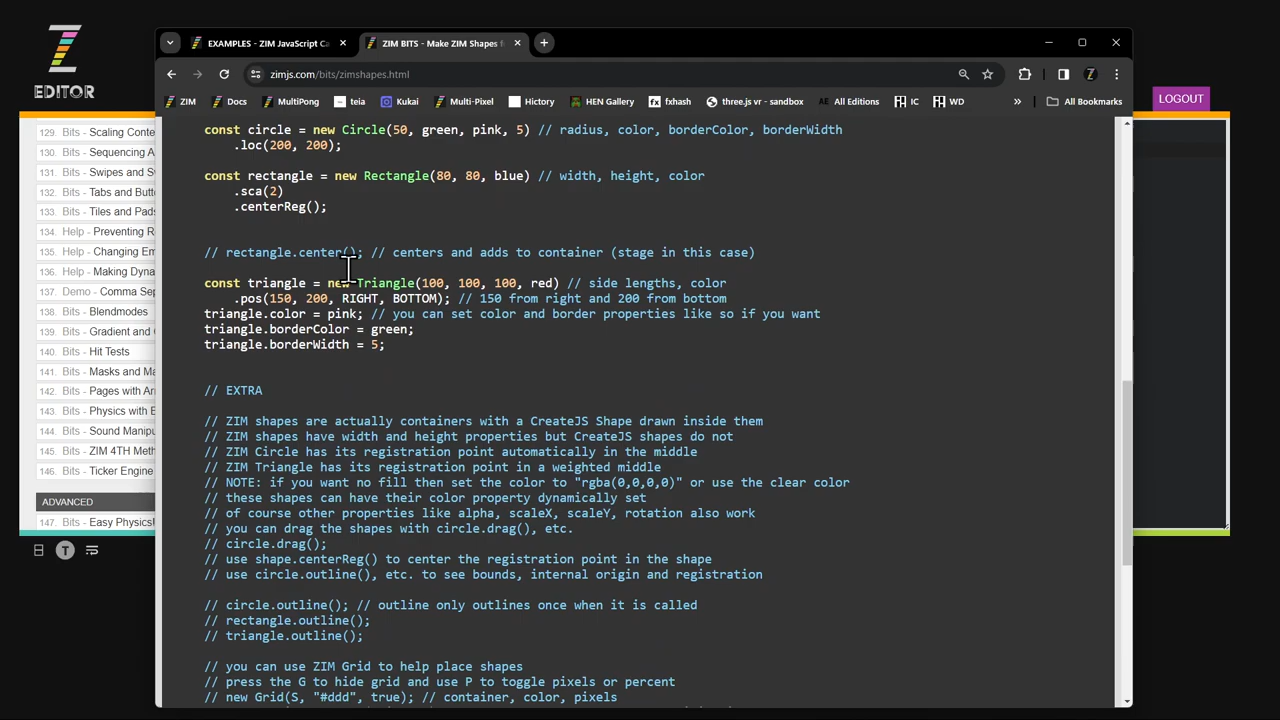 EDITOR
EXAMPLES - ZIM JavaScript Ca
ZIM BITS - Make ZIM Shapes f
zimjs.com/bits/zimshapes.html
ZIM
Docs
MultiPong
teia
Kukai
Multi-Pixel
Hictory
HEN Gallery
fx fxhash
three.js vr - sandbox
AE All Editions
IC
WD
All Bookmarks
LOGOUT
129. Bits - Scaling Conte
130. Bits - Sequencing A
131. Bits - Swipes and Sv
132. Bits - Tabs and Butt
133. Bits - Tiles and Pads
134. Help - Preventing R
135. Help - Changing Em
136. Help - Making Dyna
137. Demo - Comma Sep
138. Bits - Blendmodes
139. Bits - Gradient and
140. Bits - Hit Tests
141. Bits - Masks and Ma
142. Bits - Pages with Arr
143. Bits - Physics with E
144. Bits - Sound Manipu
145. Bits - ZIM 4TH Meth
146. Bits - Ticker Engine
ADVANCED
147. Bits - Easy Physics!
T
const circle = new Circle(50, green, pink, 5) // radius, color, borderColor, borderWidth
.loc(200, 200);
const rectangle = new Rectangle(80, 80, blue) // width, height, color
.sca(2)
.centerReg();
// rectangle.center(); // centers and adds to container (stage in this case)
const triangle = new Triangle(100, 100, 100, red) // side lengths, color
.pos(150, 200, RIGHT, BOTTOM); // 150 from right and 200 from bottom
triangle.color = pink; // you can set color and border properties like so if you want
triangle.borderColor = green;
triangle.borderWidth = 5;
// EXTRA
// ZIM shapes are actually containers with a CreateJS Shape drawn inside them
// ZIM shapes have width and height properties but CreateJS shapes do not
// ZIM Circle has its registration point automatically in the middle
// ZIM Triangle has its registration point in a weighted middle
// NOTE: if you want no fill then set the color to "rgba(0,0,0,0)" or use the clear color
// these shapes can have their color property dynamically set
// of course other properties like alpha, scaleX, scaleY, rotation also work
// you can drag the shapes with circle.drag(), etc.
// circle.drag();
// use shape.centerReg() to center the registration point in the shape
// use circle.outline(), etc. to see bounds, internal origin and registration
// circle.outline(); // outline only outlines once when it is called
// rectangle.outline();
// triangle.outline();
// you can use ZIM Grid to help place shapes
// press the G to hide grid and use P to toggle pixels or percent
// new Grid(S, "#ddd", true); // container, color, pixels